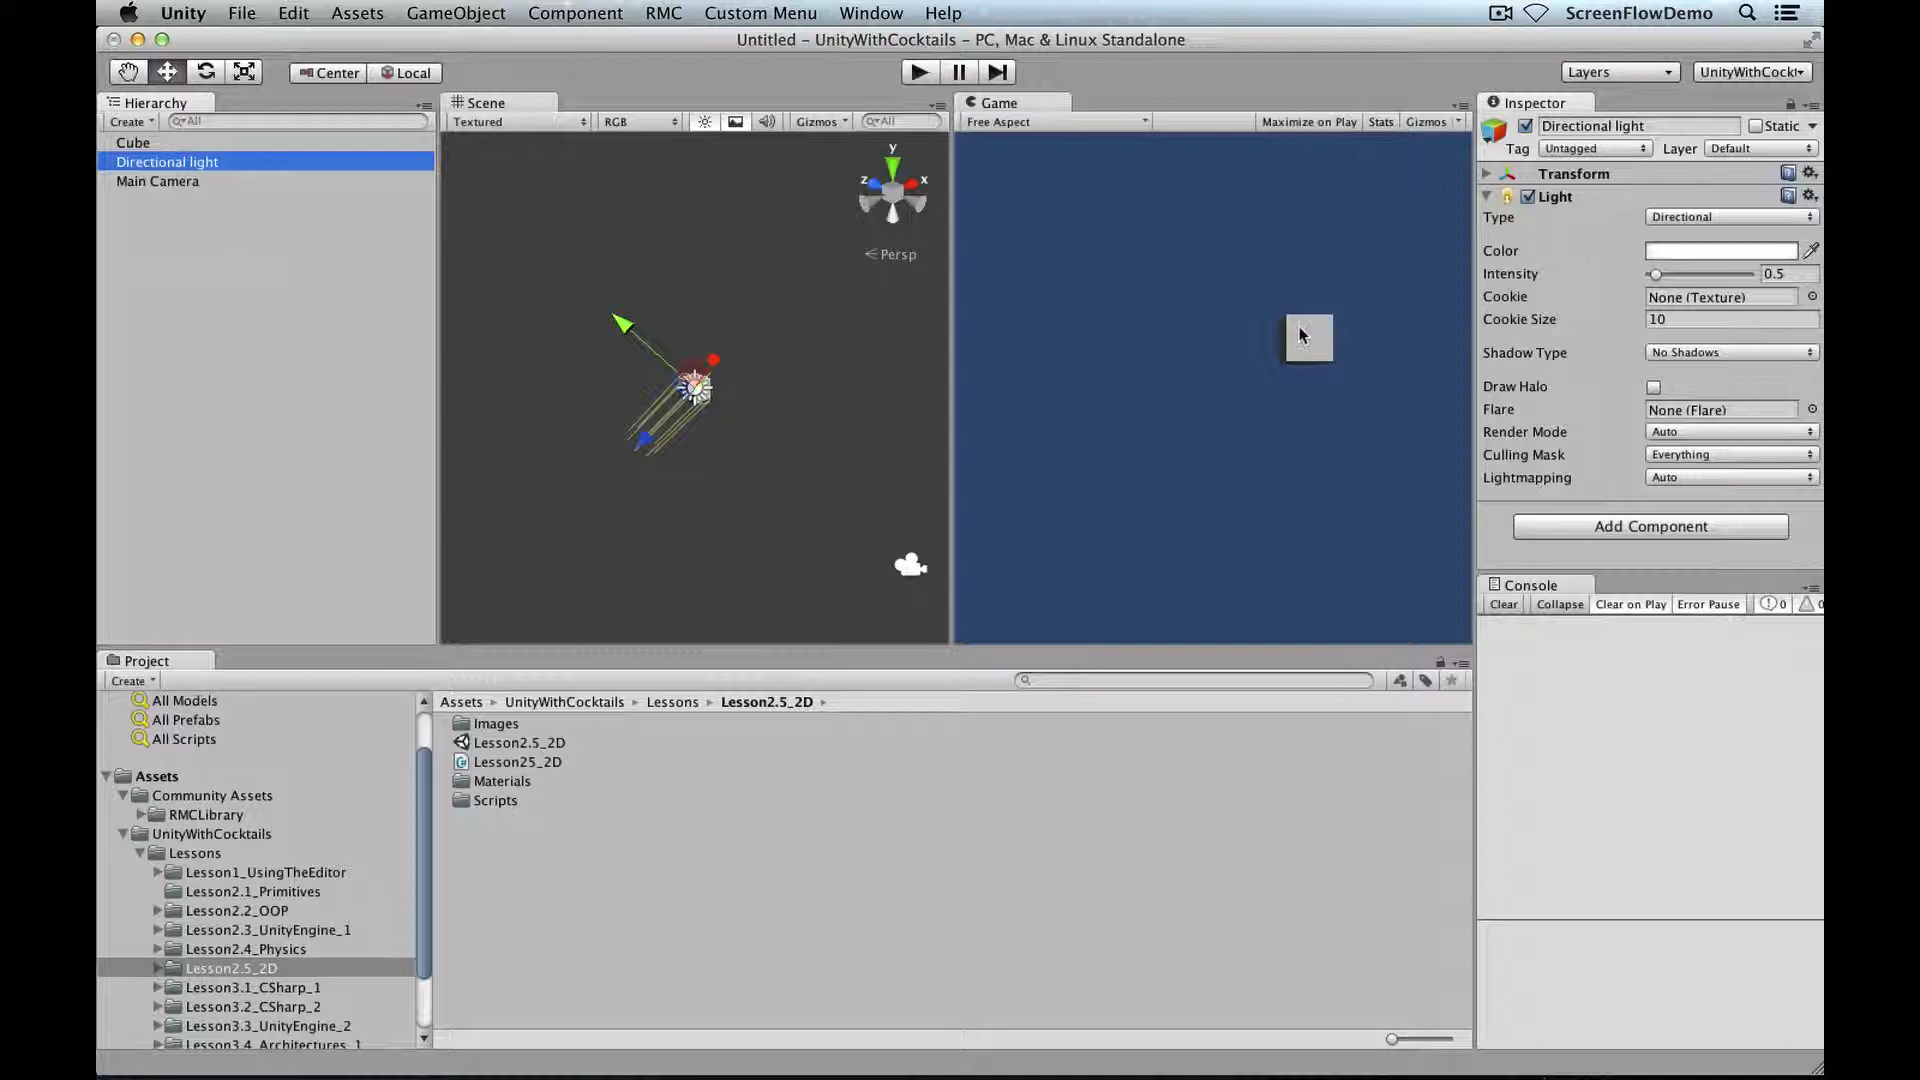 Unity File Edit Assets GameObject Component RMC Custom Menu Window Help ScreenFlowDemo
Untitled – UnityWithCocktails – PC, Mac & Linux Standalone
Center Local Layers UnityWithCockt
Hierarchy
Create All
Cube
Directional light
Main Camera
Scene
Textured RGB Gizmos All
y
z x
Persp
Game
Free Aspect Maximize on Play Stats Gizmos
Inspector
Directional light Static
Tag Untagged Layer Default
Transform
Light
Type Directional
Color
Intensity 0.5
Cookie None (Texture)
Cookie Size 10
Shadow Type No Shadows
Draw Halo
Flare None (Flare)
Render Mode Auto
Culling Mask Everything
Lightmapping Auto
Add Component
Console
Clear Collapse Clear on Play Error Pause 0 0
Project
Create
All Models
All Prefabs
All Scripts
Assets
Community Assets
RMCLibrary
UnityWithCocktails
Lessons
Lesson1_UsingTheEditor
Lesson2.1_Primitives
Lesson2.2_OOP
Lesson2.3_UnityEngine_1
Lesson2.4_Physics
Lesson2.5_2D
Lesson3.1_CSharp_1
Lesson3.2_CSharp_2
Lesson3.3_UnityEngine_2
Lesson3.4_Architectures_1
Assets UnityWithCocktails Lessons Lesson2.5_2D
Images
Lesson2.5_2D
Lesson25_2D
Materials
Scripts